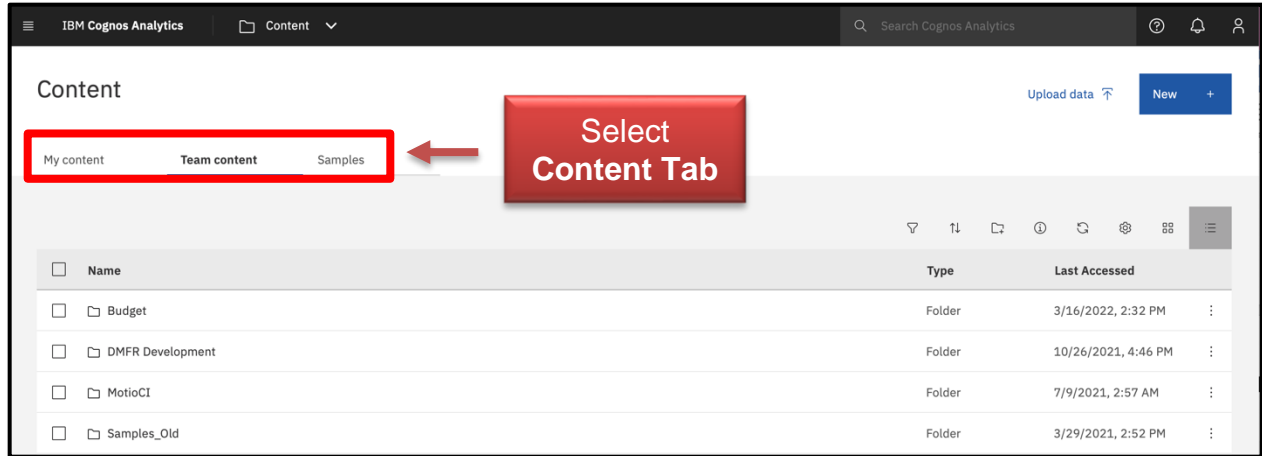 IBM Cognos Analytics Content Search Cognos Analytics
Content
Upload data New +
Select
Content Tab
My content Team content Samples
Name Type Last Accessed
Budget Folder 3/16/2022, 2:32 PM
DMFR Development Folder 10/26/2021, 4:46 PM
MotioCI Folder 7/9/2021, 2:57 AM
Samples_Old Folder 3/29/2021, 2:52 PM